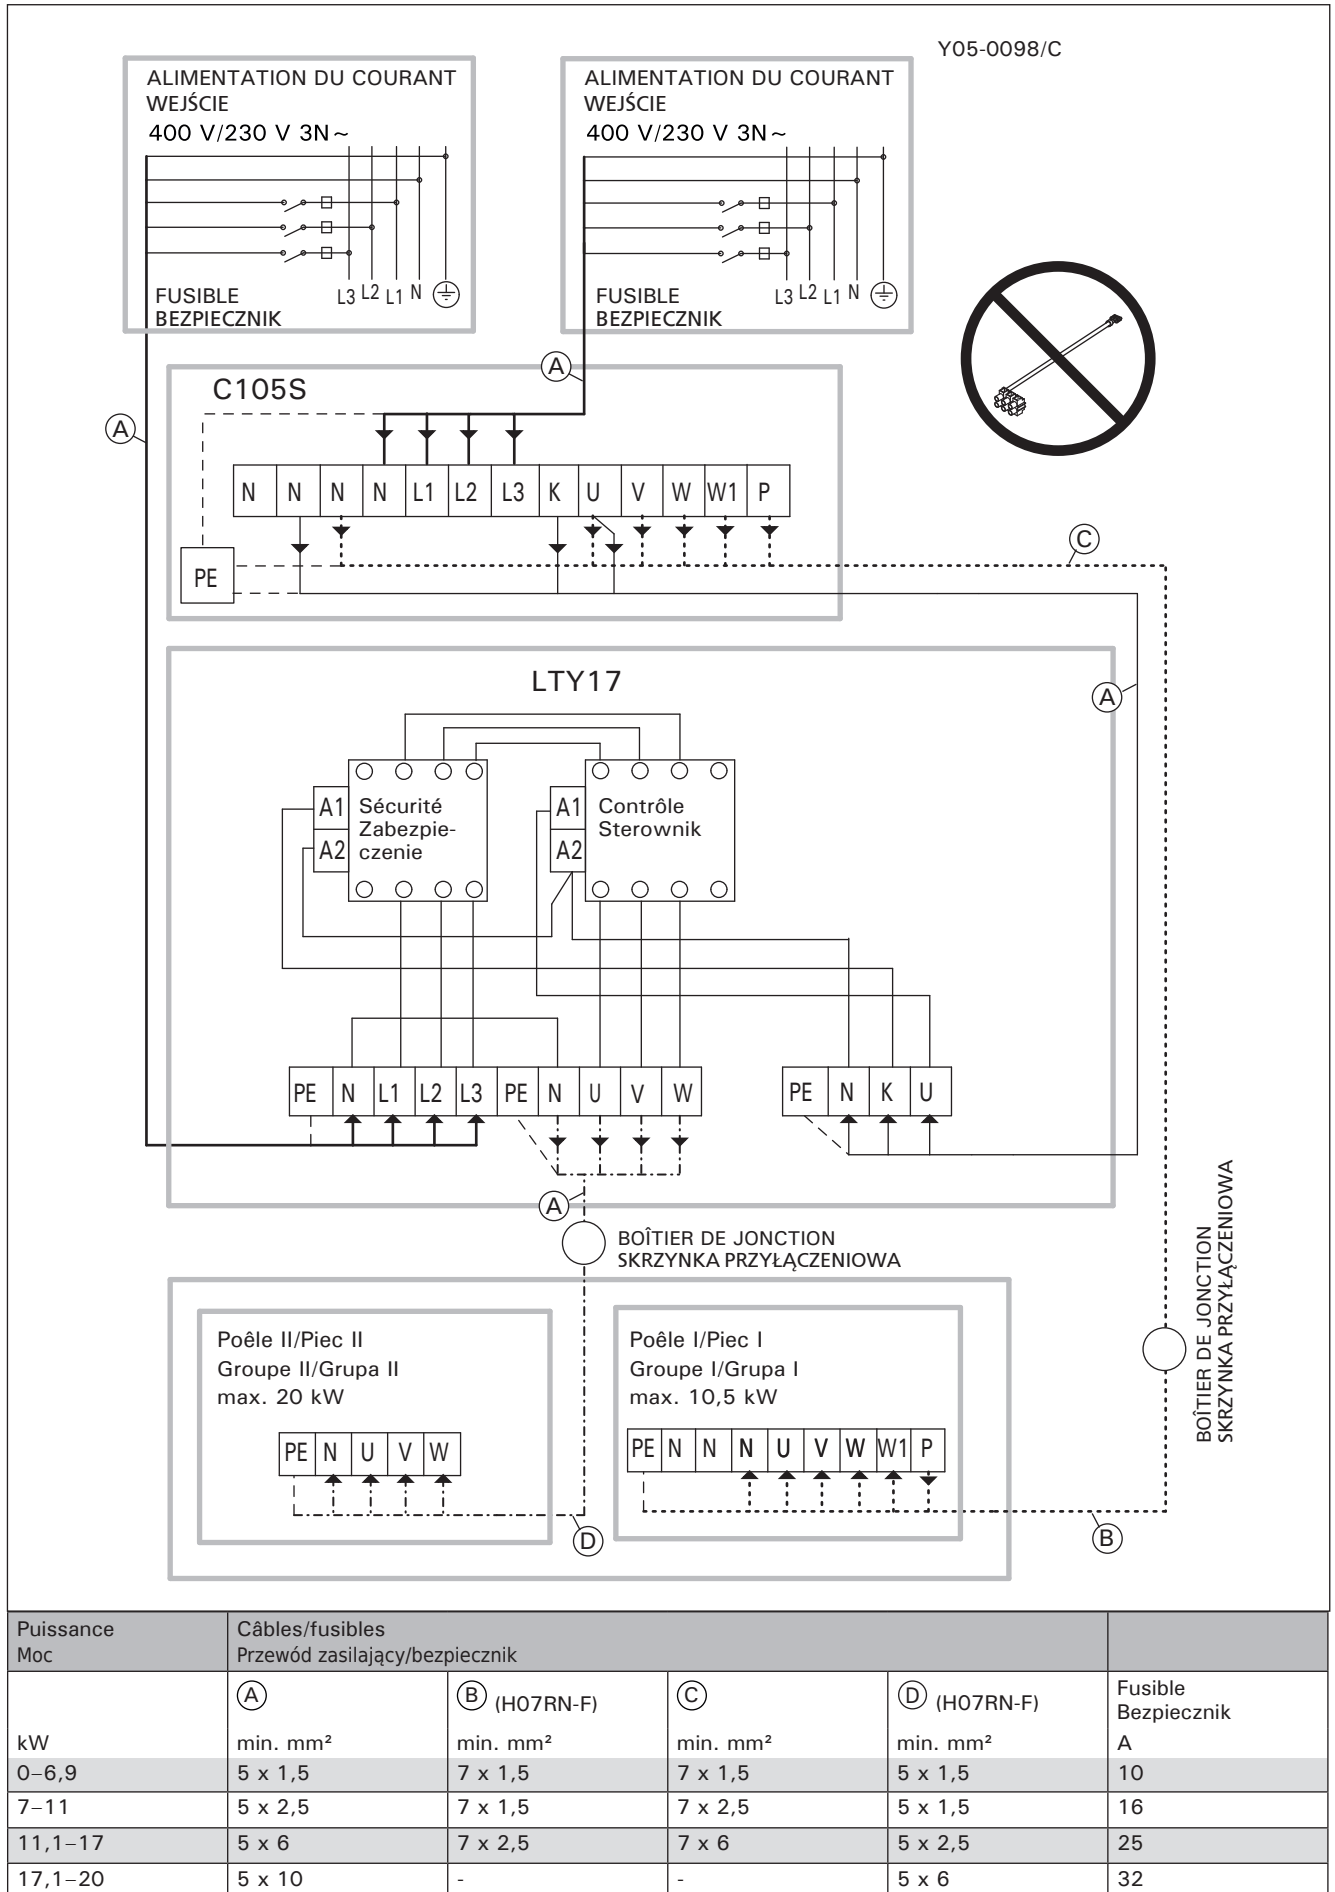 Y05-0098/C
ALIMENTATION DU COURANT
WEJŚCIE
400 V/230 V 3N~
L3 L2 L1 N
FUSIBLE
BEZPIECZNIK
ALIMENTATION DU COURANT
WEJŚCIE
400 V/230 V 3N~
L3 L2 L1 N
FUSIBLE
BEZPIECZNIK
A
A
C105S
N N N N L1 L2 L3 K U V W W1 P
C
PE
LTY17
A
A1
Sécurité
Zabezpie-
czenie
A2
A1
Contrôle
Sterownik
A2
PE N L1 L2 L3 PE N U V W
PE N K U
A
BOÎTIER DE JONCTION
SKRZYNKA PRZYŁĄCZENIOWA
BOÎTIER DE JONCTION
SKRZYNKA PRZYŁĄCZENIOWA
Poêle II/Piec II
Groupe II/Grupa II
max. 20 kW
PE N U V W
D
Poêle I/Piec I
Groupe I/Grupa I
max. 10,5 kW
PE N N N U V W W1 P
B
Puissance
Moc
Câbles/fusibles
Przewód zasilający/bezpiecznik
A B (H07RN-F) C D (H07RN-F) Fusible
Bezpiecznik
kW min. mm² min. mm² min. mm² min. mm² A
0–6,9 5 x 1,5 7 x 1,5 7 x 1,5 5 x 1,5 10
7–11 5 x 2,5 7 x 1,5 7 x 2,5 5 x 1,5 16
11,1–17 5 x 6 7 x 2,5 7 x 6 5 x 2,5 25
17,1–20 5 x 10 - - 5 x 6 32